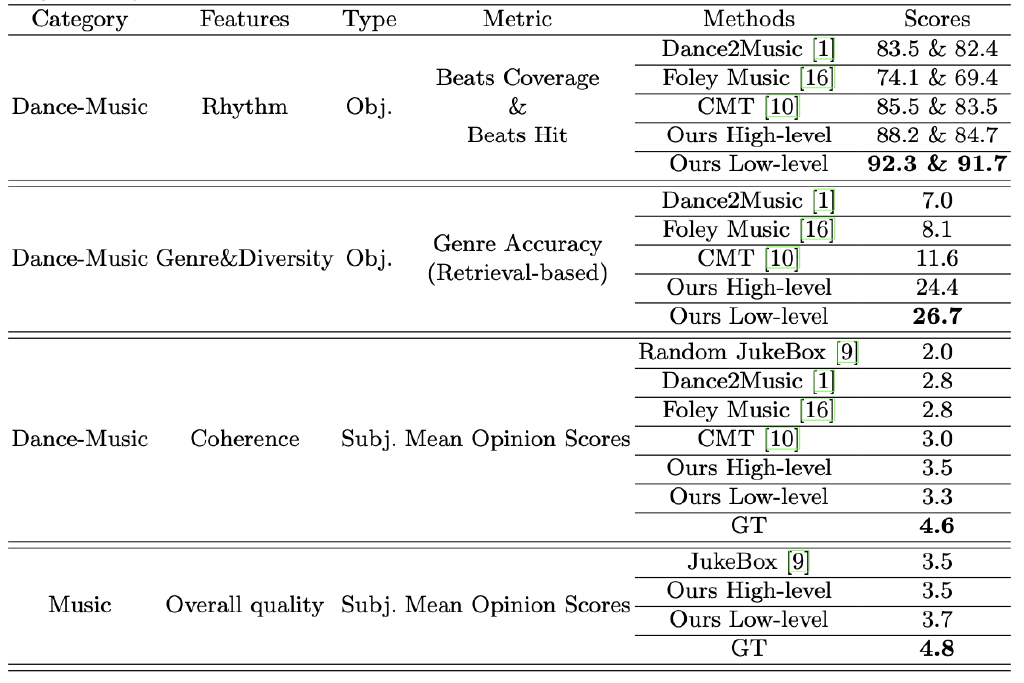 Category Features Type Metric Methods Scores
Dance2Music [1] 83.5 & 82.4
Beats Coverage Foley Music [16] 74.1 & 69.4
Dance-Music Rhythm Obj. & CMT [10] 85.5 & 83.5
Beats Hit Ours High-level 88.2 & 84.7
Ours Low-level 92.3 & 91.7
Dance2Music [1] 7.0
Foley Music [16] 8.1
Dance-Music Genre&Diversity Obj. Genre Accuracy (Retrieval-based) CMT [10] 11.6
Ours High-level 24.4
Ours Low-level 26.7
Random JukeBox [9] 2.0
Dance2Music [1] 2.8
Foley Music [16] 2.8
Dance-Music Coherence Subj. Mean Opinion Scores CMT [10] 3.0
Ours High-level 3.5
Ours Low-level 3.3
GT 4.6
JukeBox [9] 3.5
Music Overall quality Subj. Mean Opinion Scores Ours High-level 3.5
Ours Low-level 3.7
GT 4.8